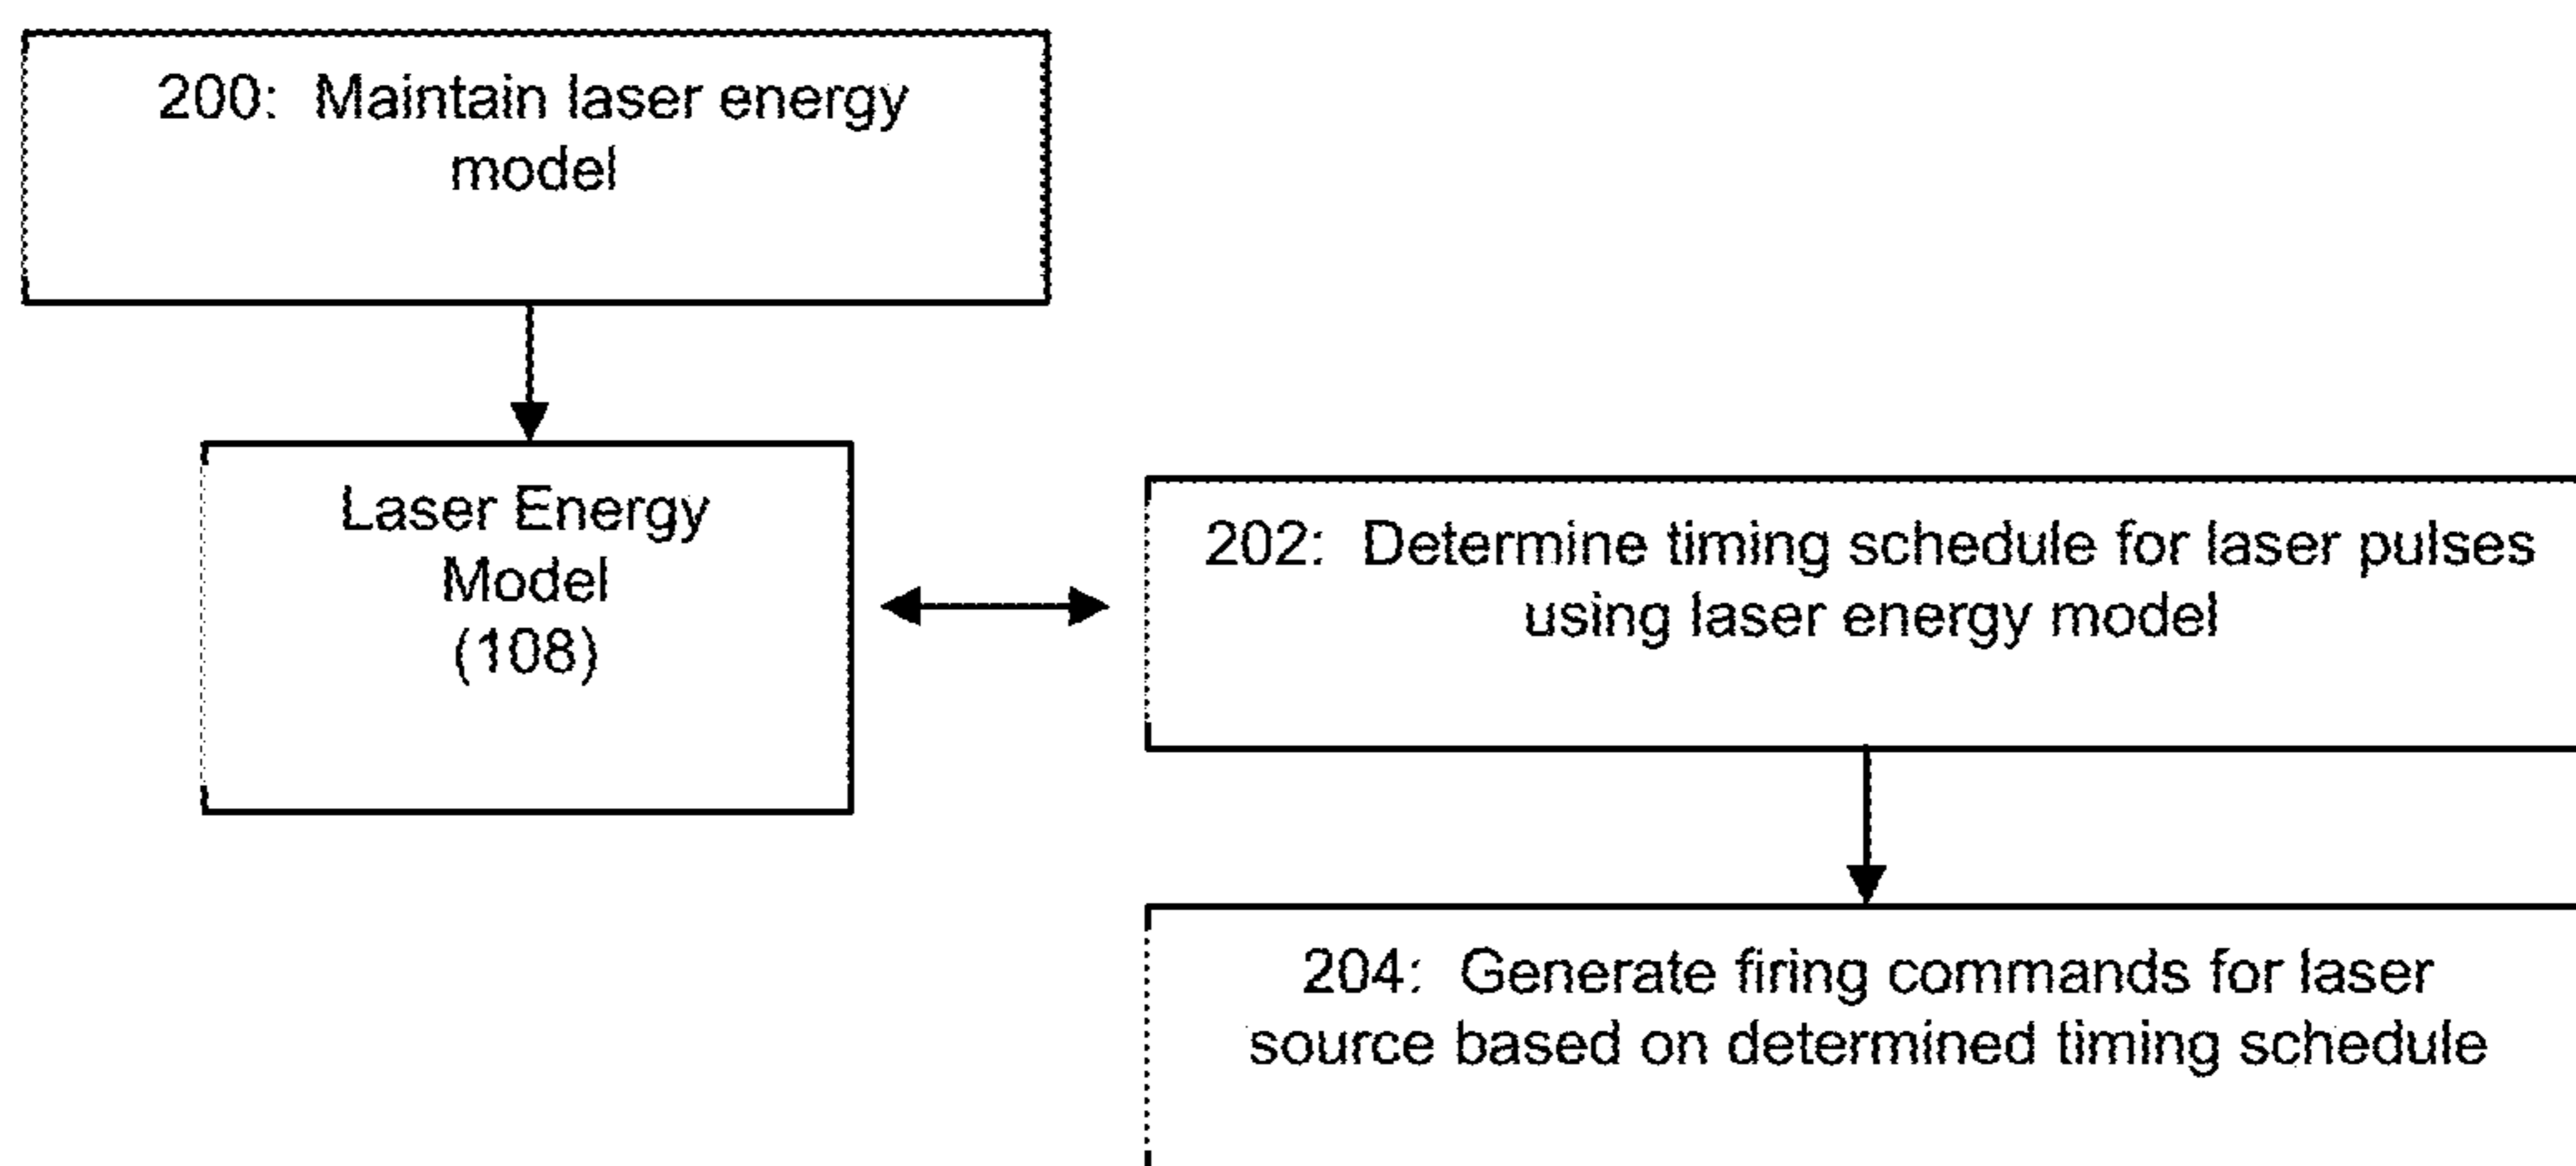 200: Maintain laser energy
model
Laser Energy
Model
(108)
202: Determine timing schedule for laser pulses
using laser energy model
204: Generate firing commands for laser
source based on determined timing schedule